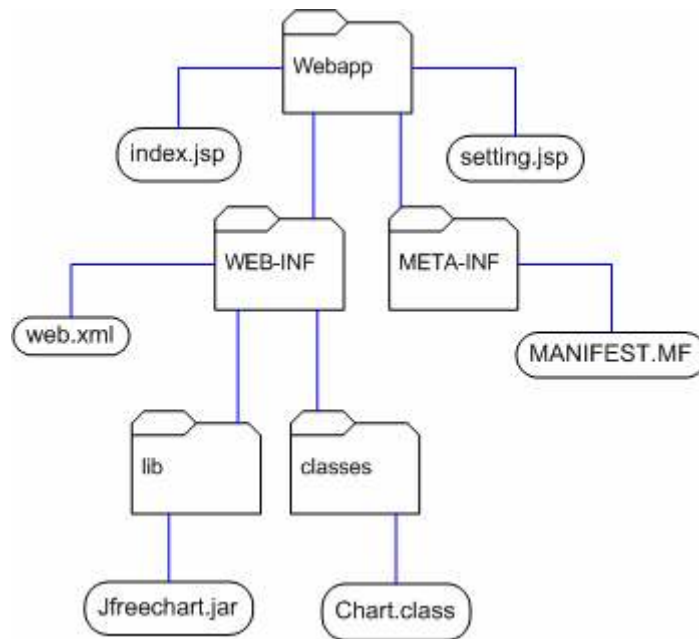 Webapp
index.jsp
setting.jsp
WEB-INF
META-INF
web.xml
MANIFEST.MF
lib
classes
Jfreechart.jar
Chart.class